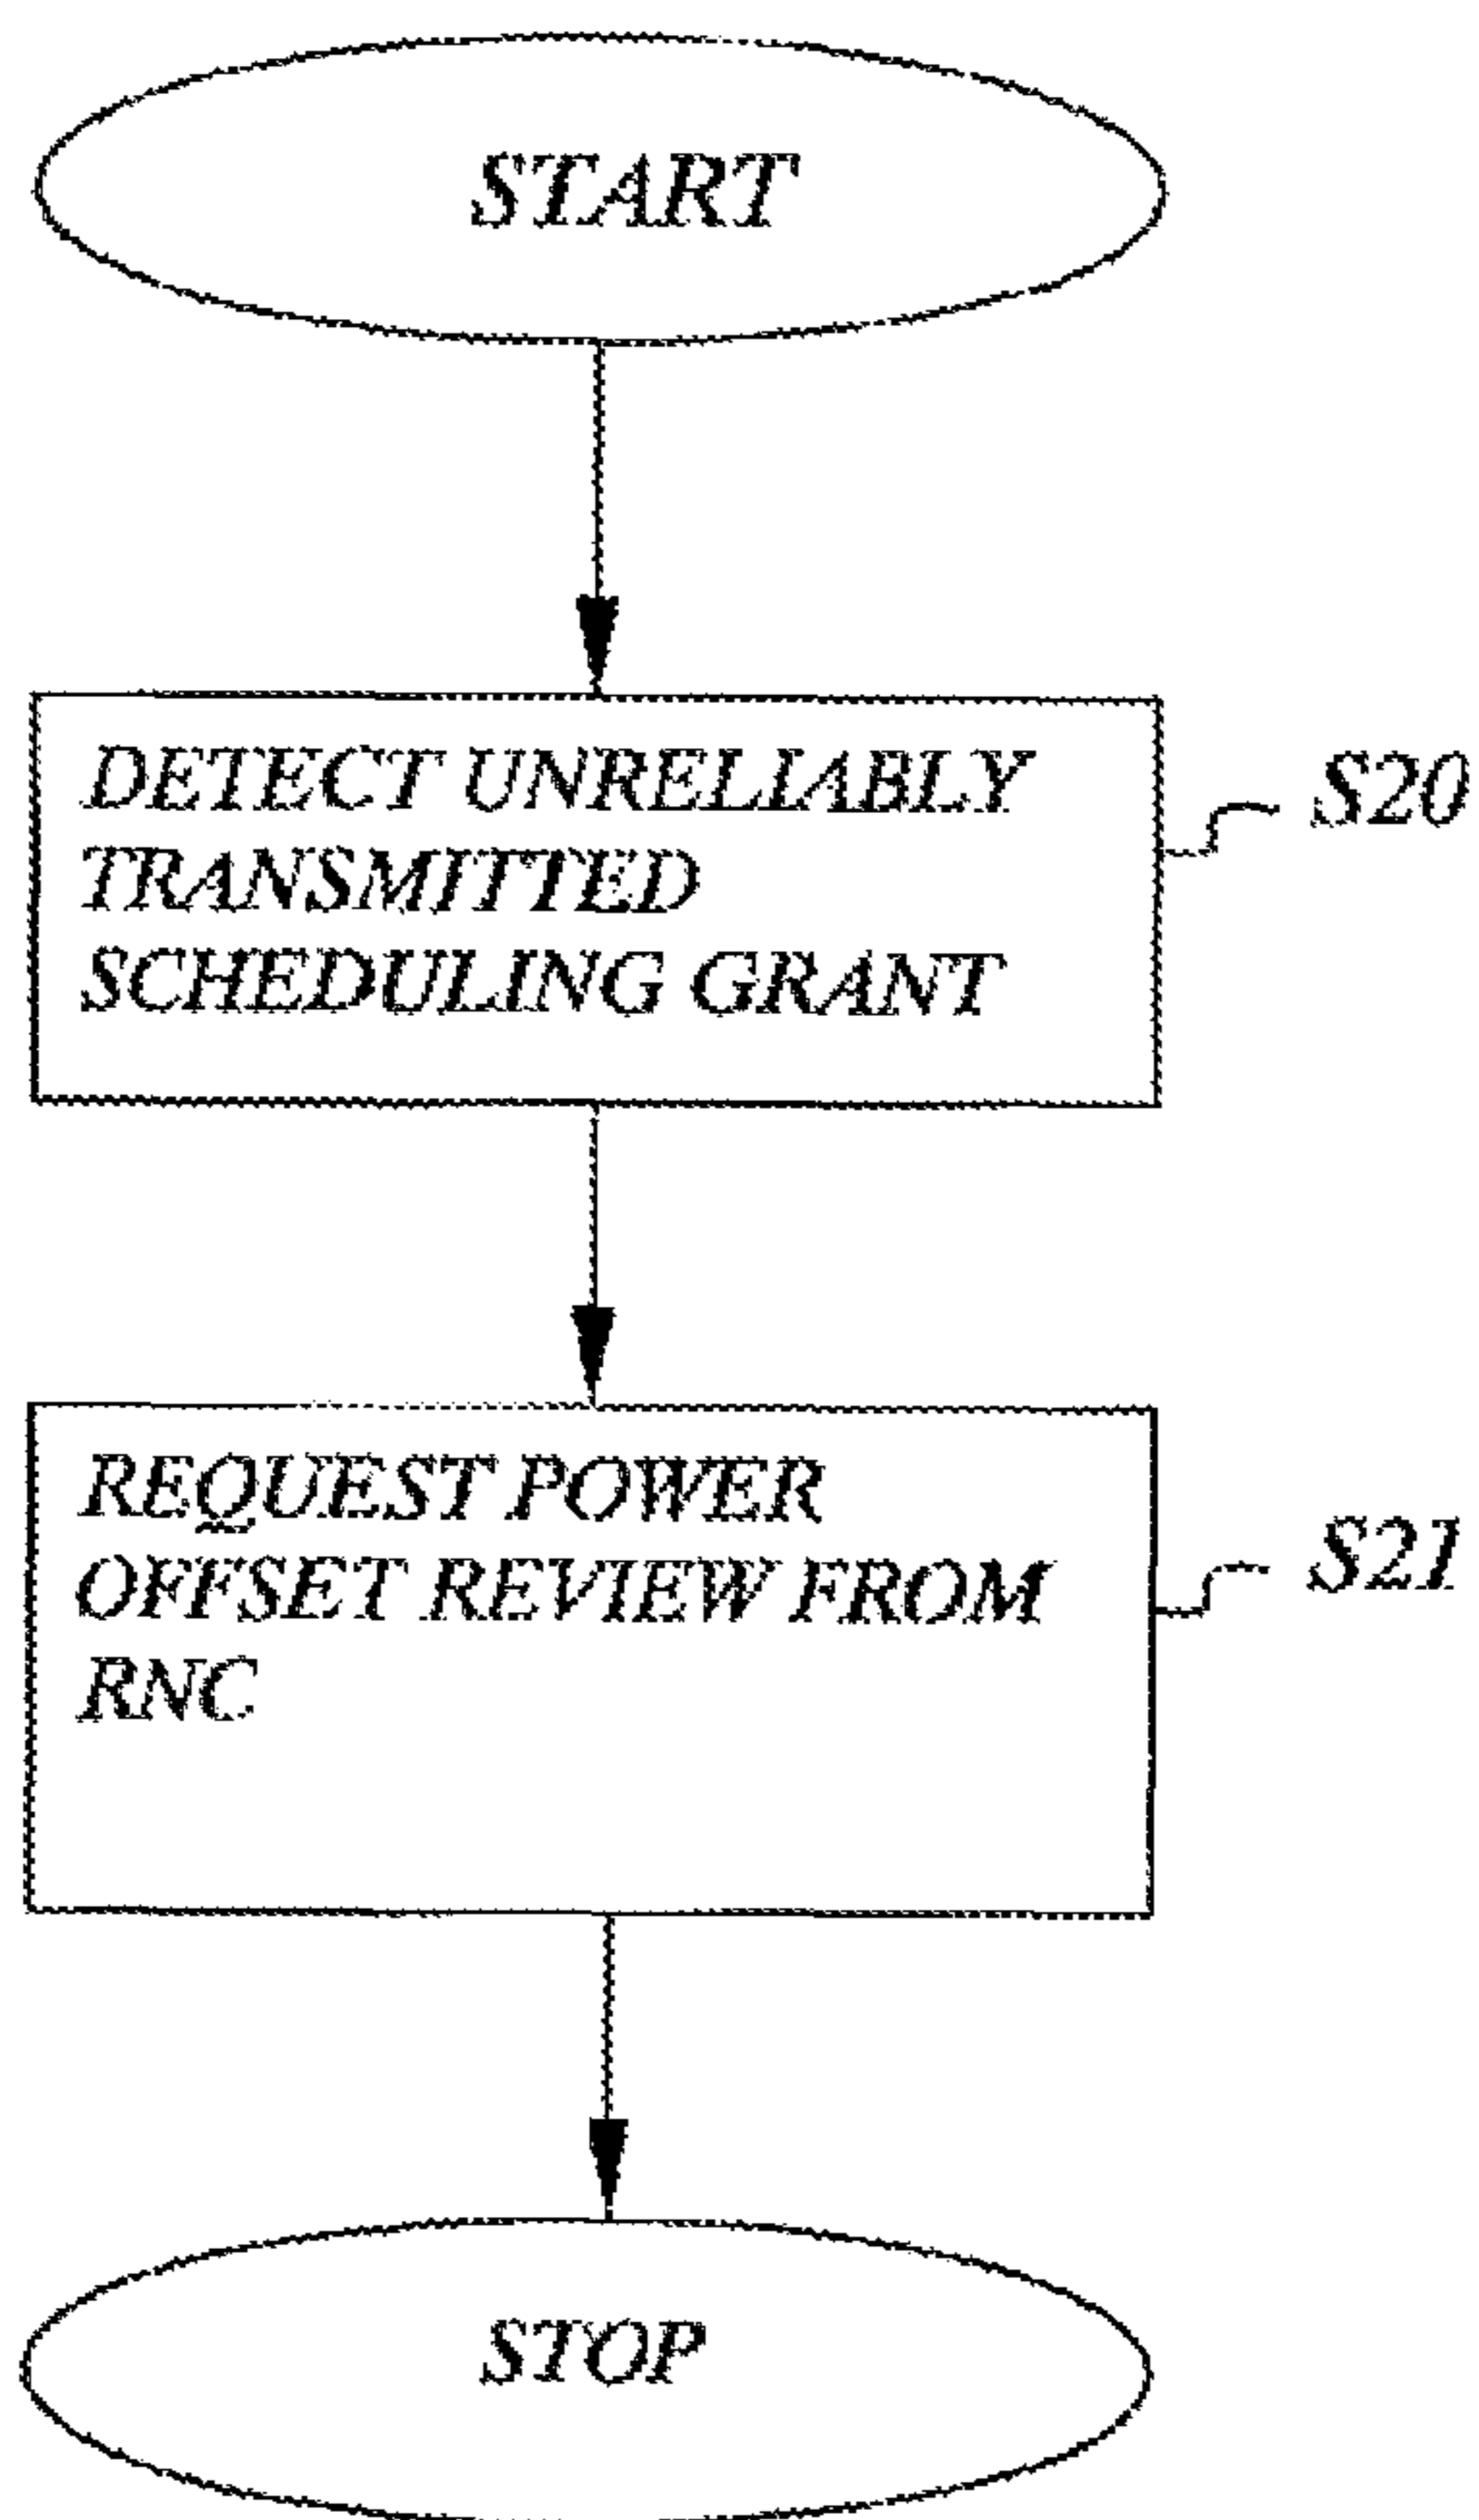 START
DETECT UNRELIABLY
S20
TRANSMITTED
SCHEDULING GRANT
REQUEST POWER
OFFSET REVIEW FROM
S21
RNC
STOP